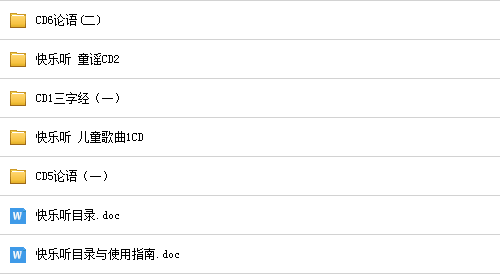 CD6论语(二）
快乐听 童谣CD2
CD1三字经（一）
快乐听 儿童歌曲1CD
CD5论语（一）
快乐听目录.doc
快乐听目录与使用指南.doc